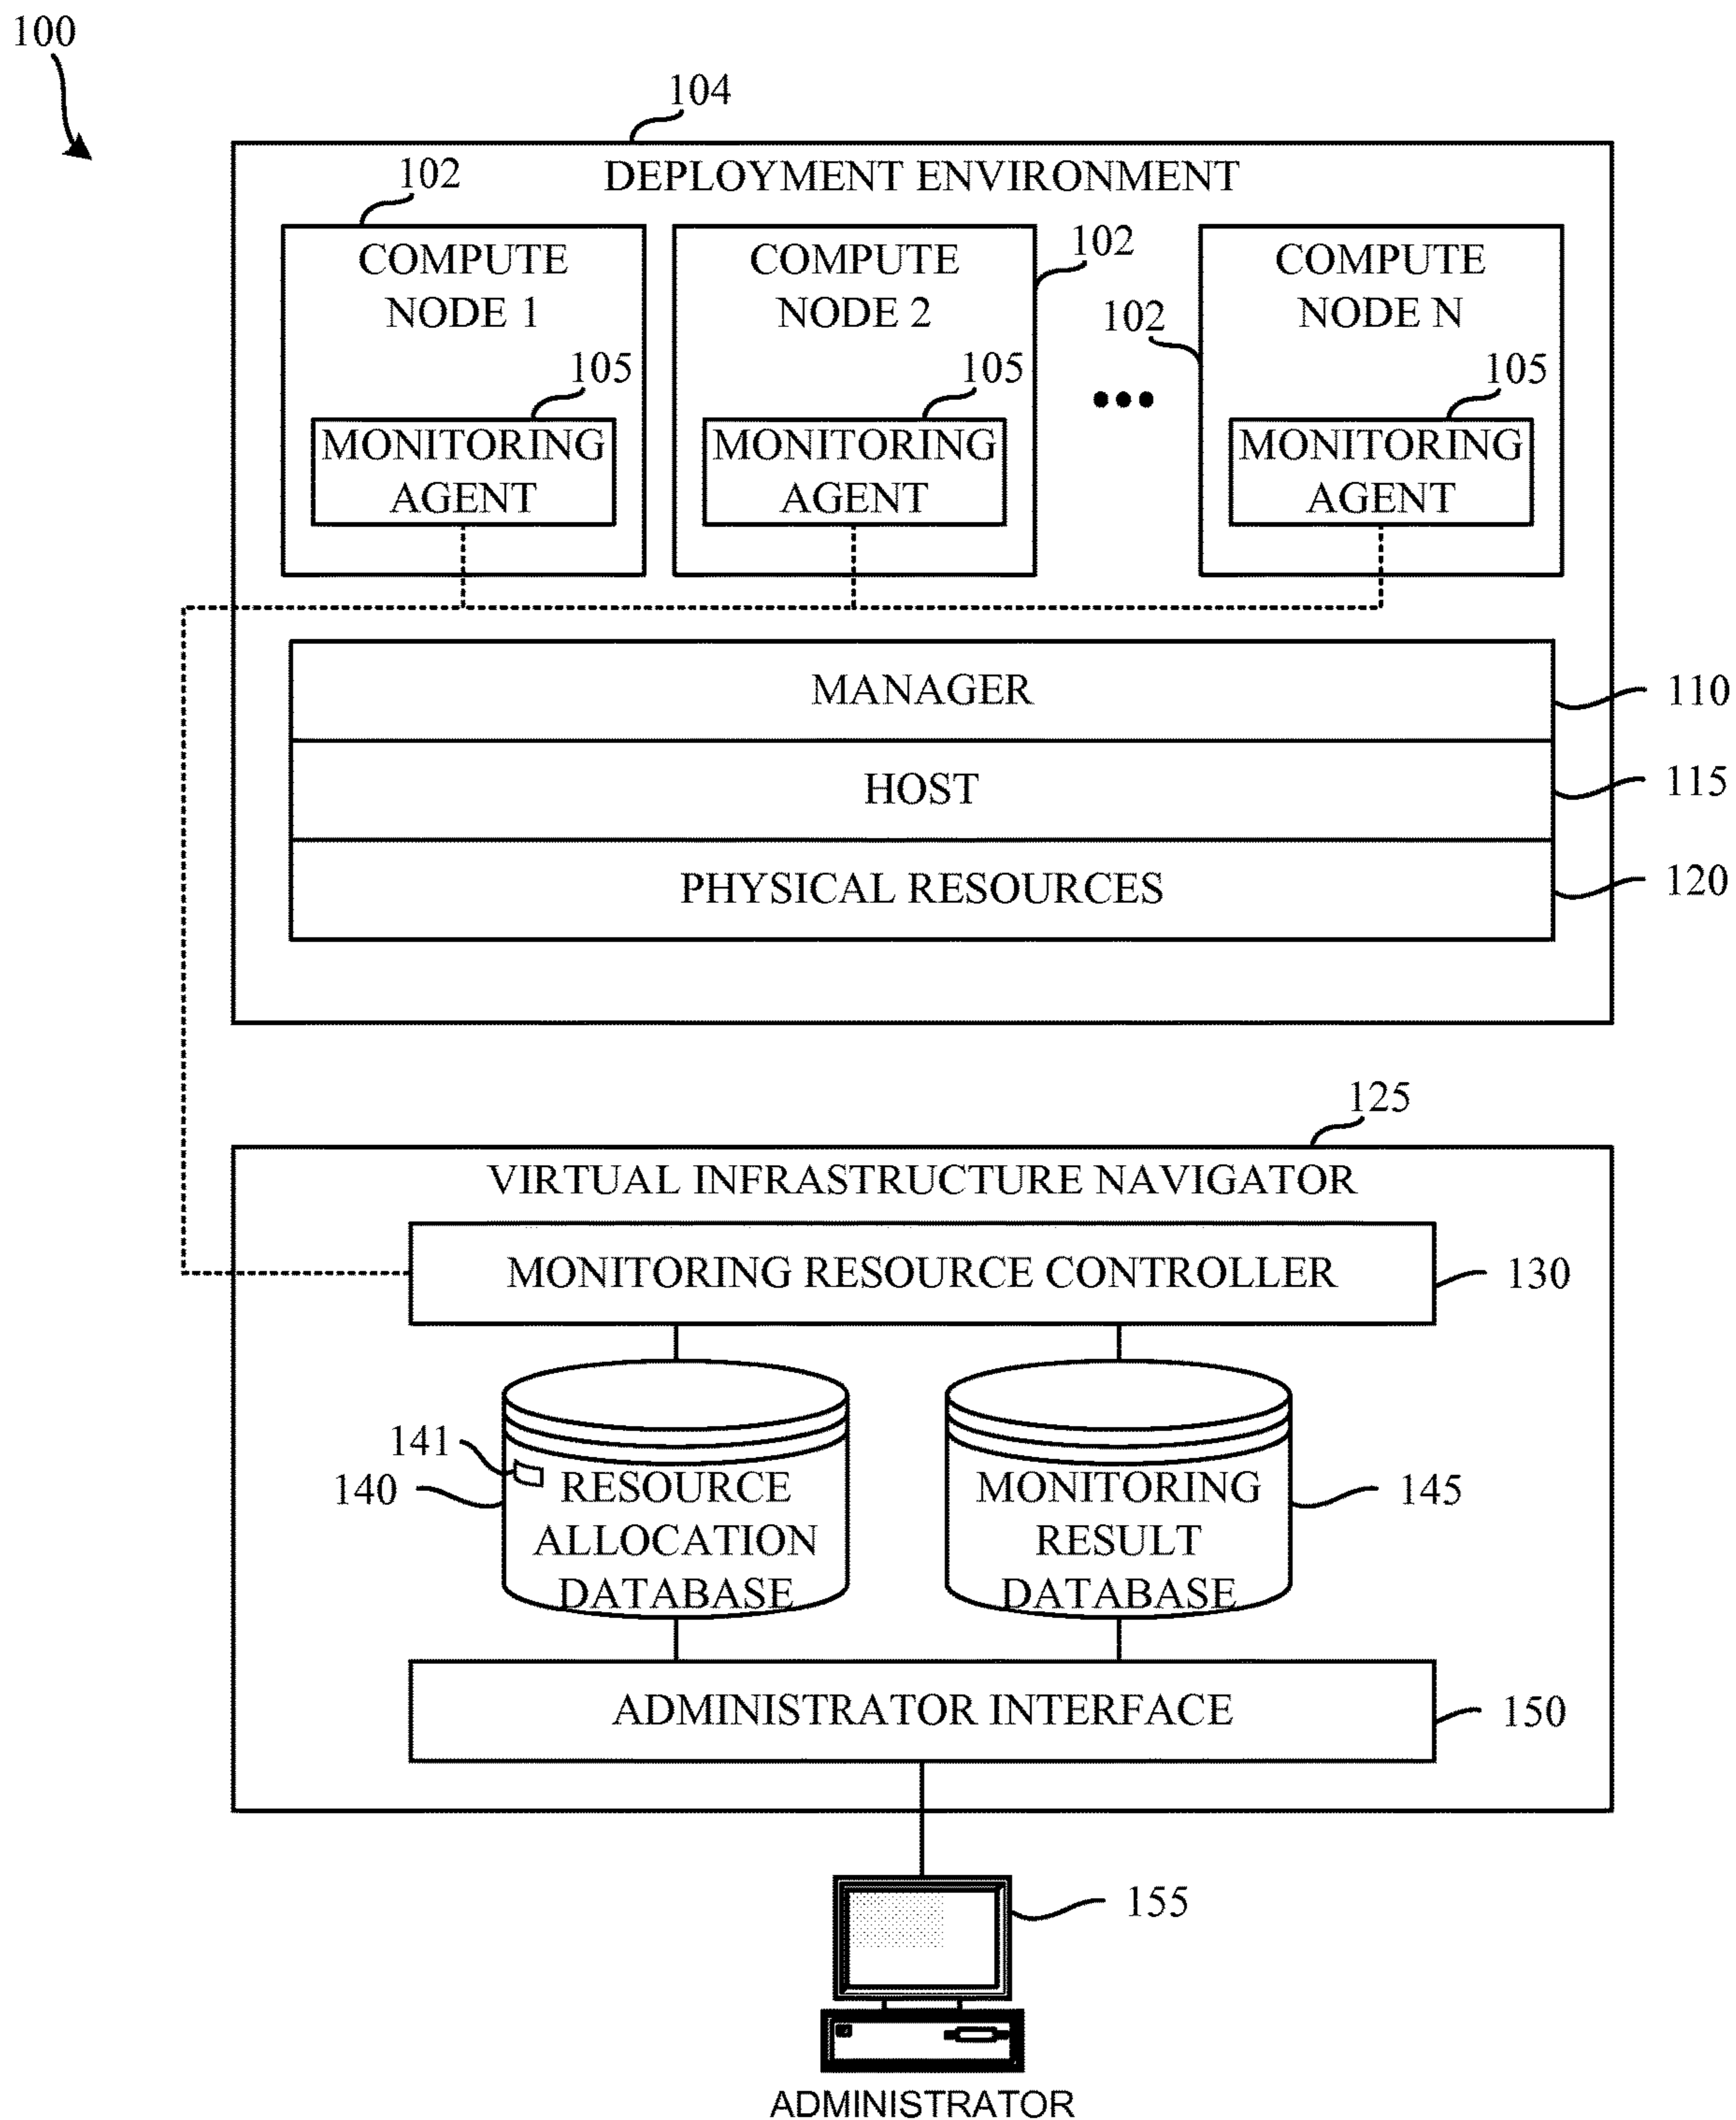 100
104
DEPLOYMENT ENVIRONMENT
102
COMPUTE
NODE 1
105
MONITORING
AGENT
COMPUTE
NODE 2
102
105
MONITORING
AGENT
•••
102
COMPUTE
NODE N
105
MONITORING
AGENT
MANAGER
110
HOST
115
PHYSICAL RESOURCES
120
125
VIRTUAL INFRASTRUCTURE NAVIGATOR
MONITORING RESOURCE CONTROLLER
130
141
140
RESOURCE
ALLOCATION
DATABASE
MONITORING
RESULT
DATABASE
145
ADMINISTRATOR INTERFACE
150
155
ADMINISTRATOR